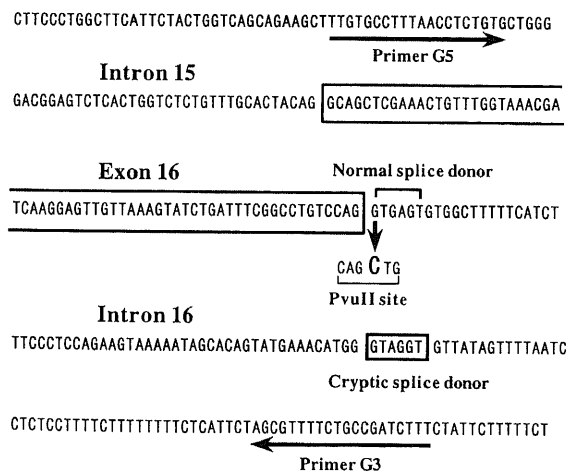 CTTCCCTGGCTTCATTCTACTGGTCAGCAGAAGCTTTGTGCCTTTAACCTCTGTGCTGGG
Primer G5
Intron 15
GACGGAGTCTCACTGGTCTCTGTTTGCACTACAG GCAGCTCGAAACTGTTTGGTAAACGA
Exon 16
Normal splice donor
TCAAGGAGTTGTTAAAGTATCTGATTTCGGCCTGTCCAG GTGAGTGTGGCTTTTTCATCT
CAG C TG
PvuII site
Intron 16
TTCCCTCCAGAAGTAAAAATAGCACAGTATGAAACATGG GTAGGT GTTATAGTTTTAATC
Cryptic splice donor
CTCTCCTTTTCTTTTTTTTTCTCATTCTAGCGTTTTCTGCCGATCTTTCTATTCTTTTTCT
Primer G3